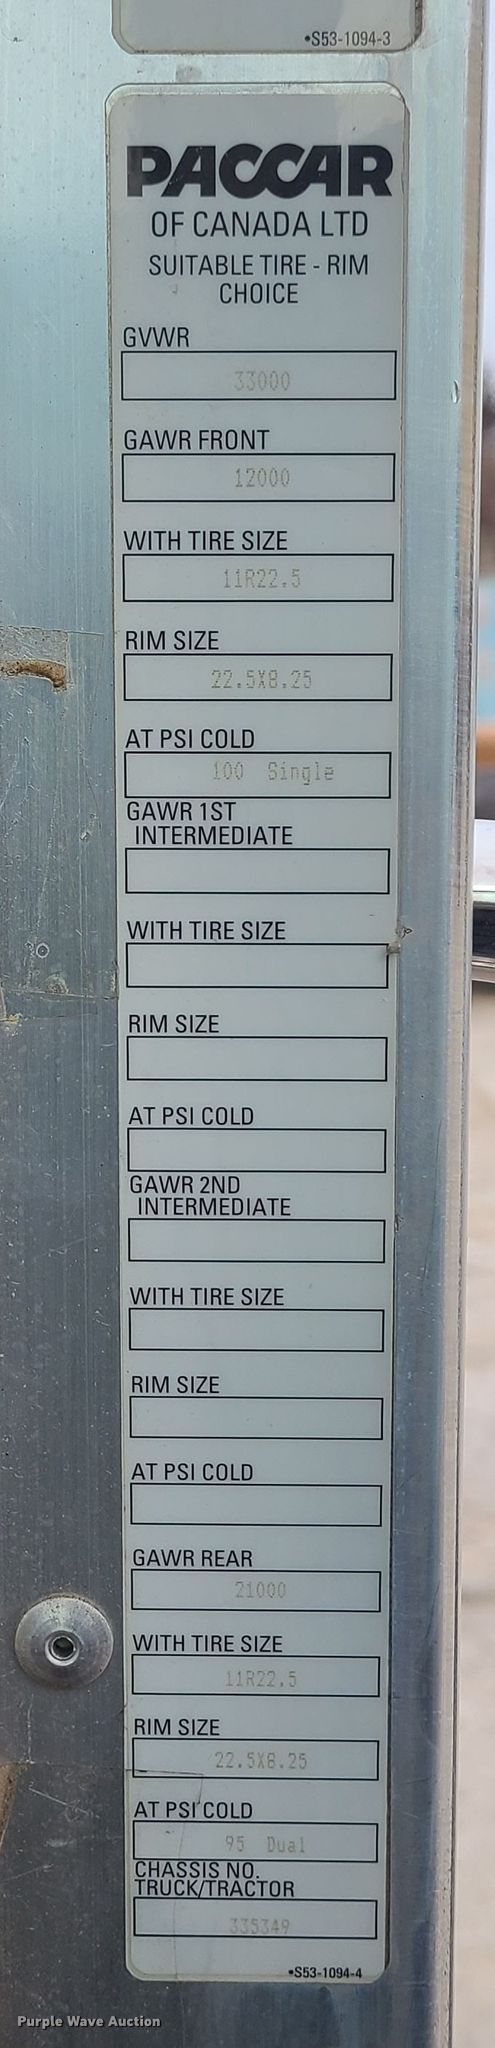 •S53-1094-3
PACCAR
OF CANADA LTD
SUITABLE TIRE - RIM
CHOICE
GVWR
33000
GAWR FRONT
12000
WITH TIRE SIZE
11R22.5
RIM SIZE
22.5X8.25
AT PSI COLD
100 Single
GAWR 1ST
INTERMEDIATE
WITH TIRE SIZE
RIM SIZE
AT PSI COLD
GAWR 2ND
INTERMEDIATE
WITH TIRE SIZE
RIM SIZE
AT PSI COLD
GAWR REAR
21000
WITH TIRE SIZE
11R22.5
RIM SIZE
22.5X8.25
AT PSI COLD
95 Dual
CHASSIS NO.
TRUCK/TRACTOR
335349
•S53-1094-4
Purple Wave Auction